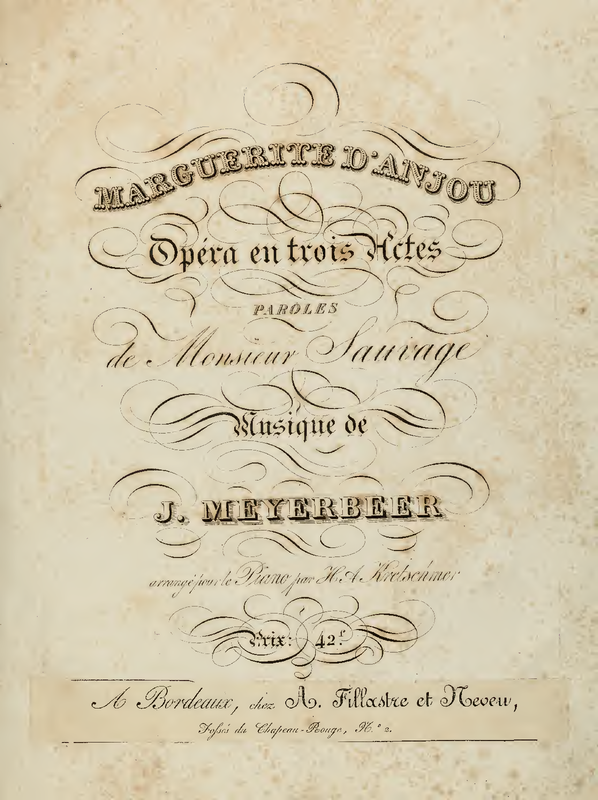 MARGUERITE D'ANJOU
Opéra en trois Actes
PAROLES
de Monsieur Sauvage
Musique de
J. MEYERBEER
arrangé pour le Piano par H. A. Kretschmer
Prix: 42.f
A Bordeaux, chez A. Fillastre et Neveu,
Fossés du Chapeau-Rouge, N.º 2.